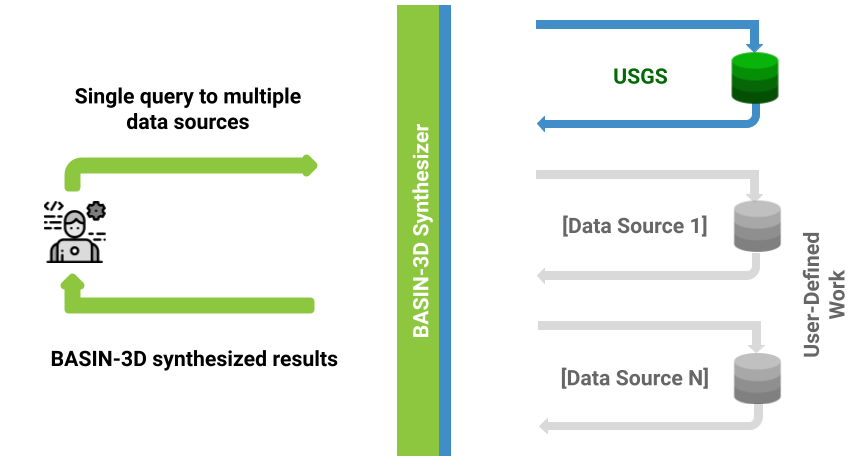 Single query to multiple
data sources
BASIN-3D synthesized results
BASIN-3D Synthesizer
USGS
[Data Source 1]
[Data Source N]
User-Defined
Work